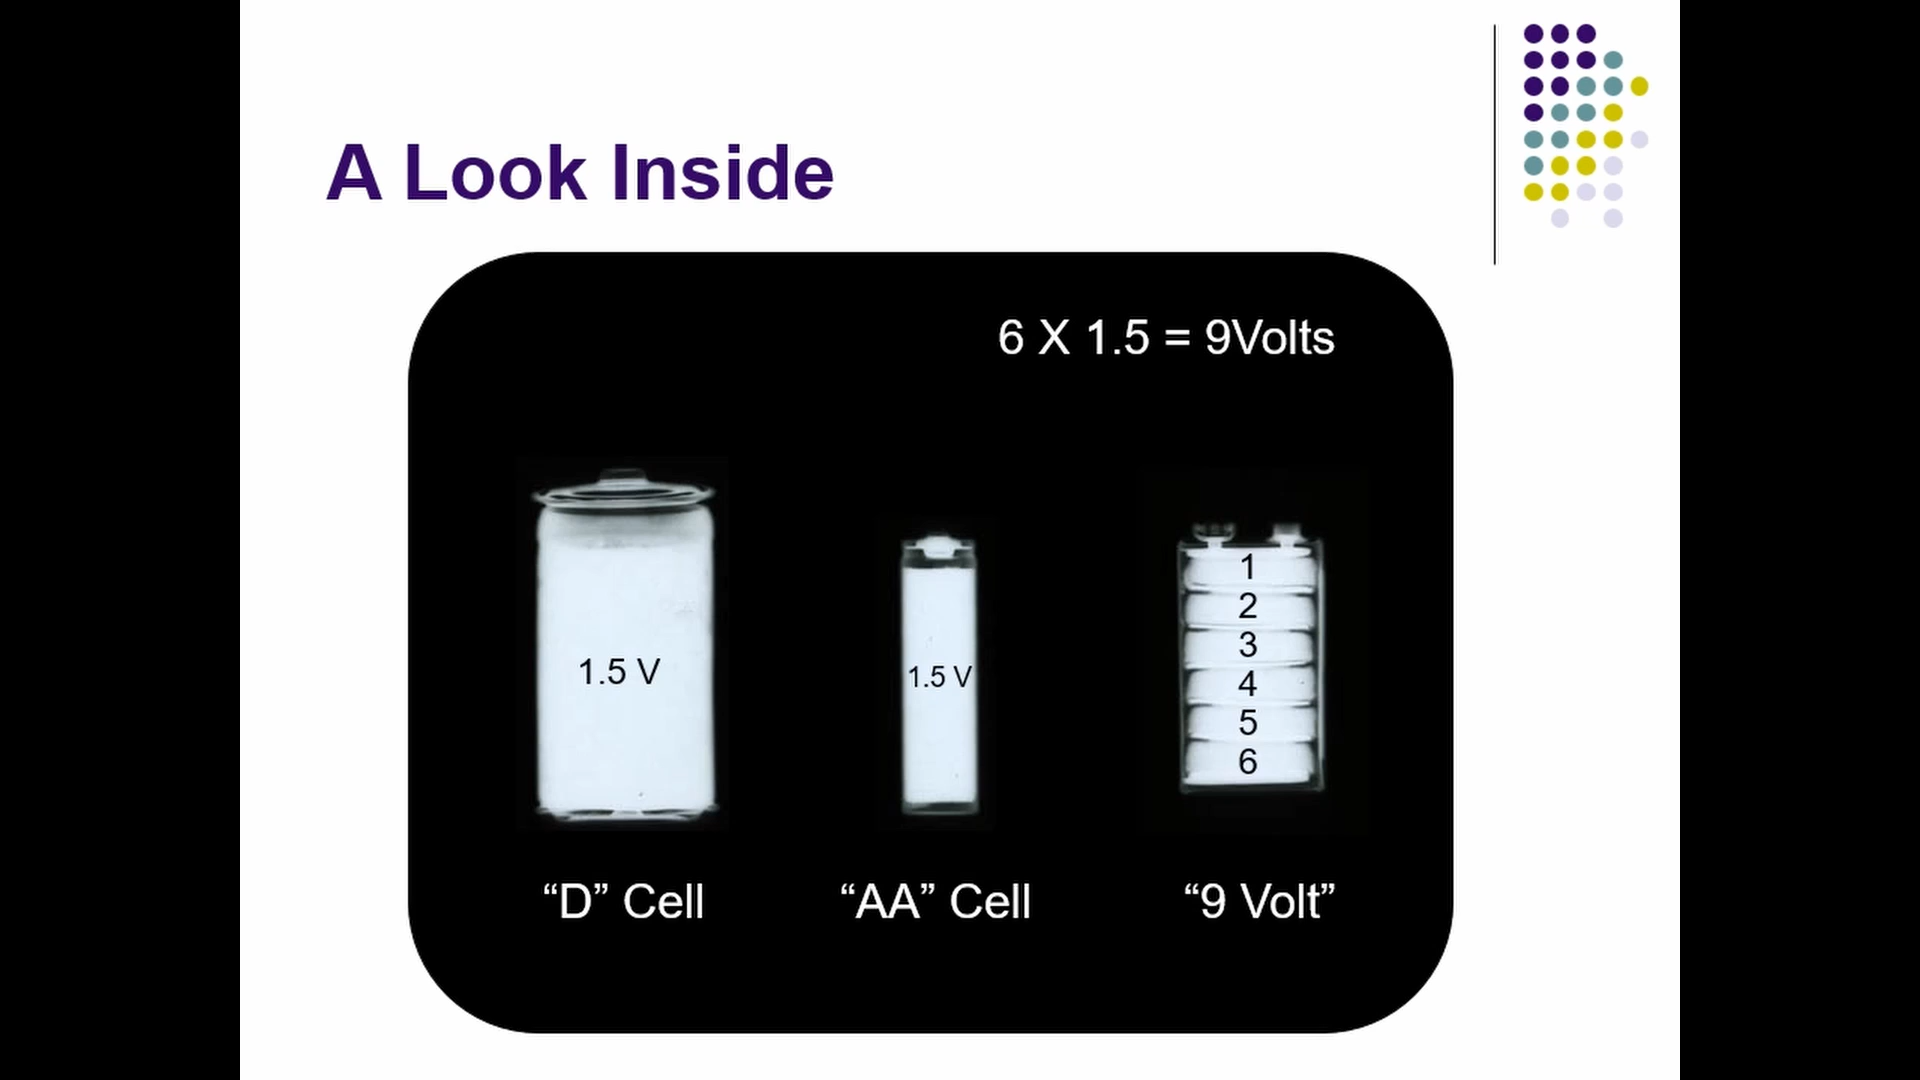 A Look Inside
6 X 1.5 = 9Volts
1.5 V
1.5 V
1
2
3
4
5
6
“D” Cell
“AA” Cell
“9 Volt”